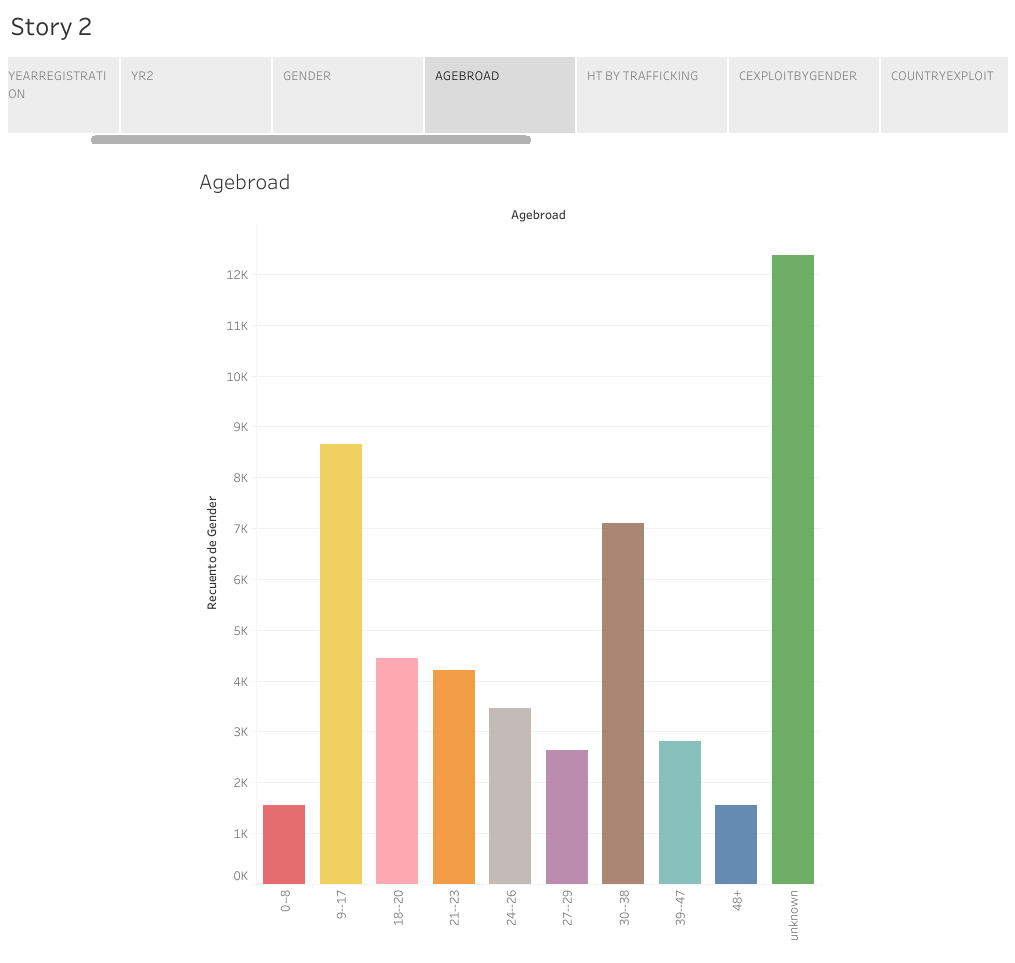 Story 2
YEARREGISTRATI
ON
YR2
GENDER
AGEBROAD
HT BY TRAFFICKING
CEXPLOITBYGENDER
COUNTRYEXPLOIT
Agebroad
Agebroad
12K
11K
10K
9K
8K
7K
6K
5K
4K
3K
2K
1K
0K
Recuento de Gender
0--8
9--17
18--20
21--23
24--26
27--29
30--38
39--47
48+
unknown